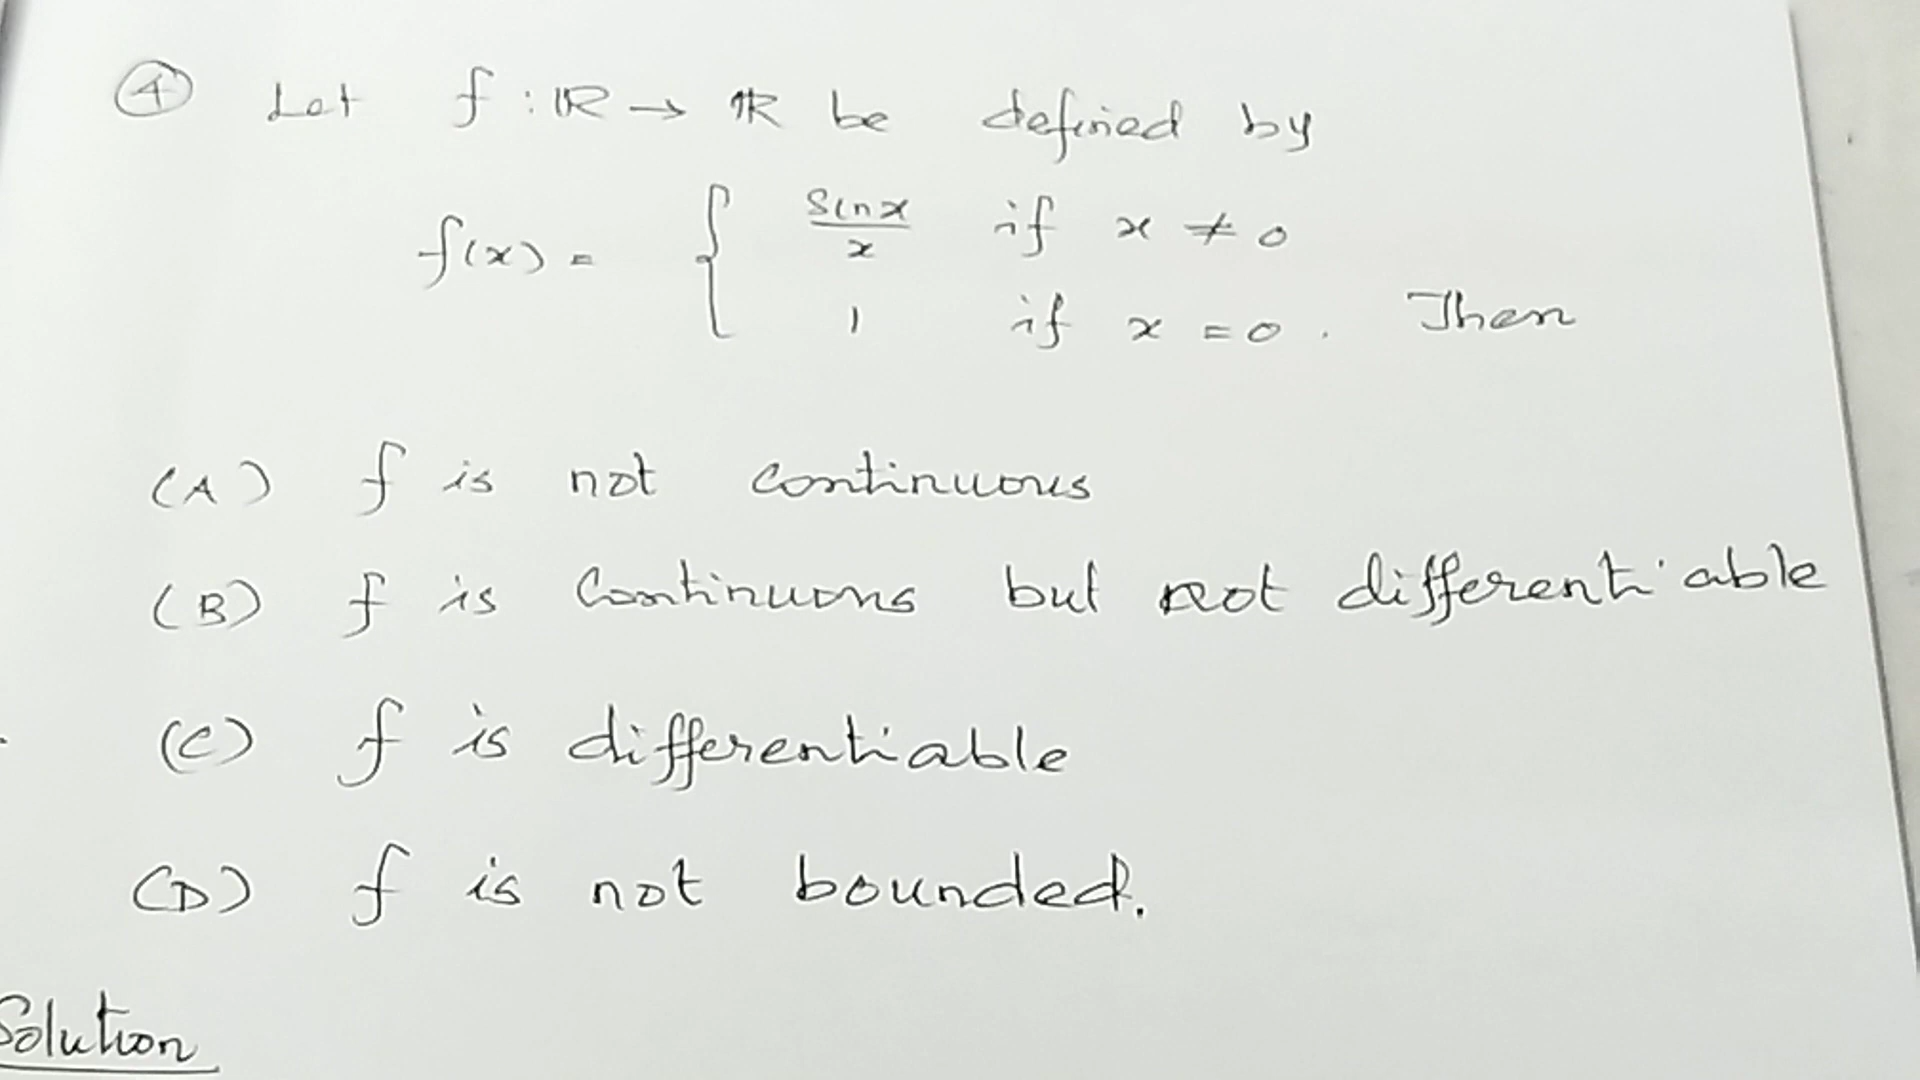 ④ Let f : ℝ → ℝ be defined by
f(x) = { sin x / x if x ≠ 0
1 if x = 0 . Then
(A) f is not continuous
(B) f is Continuous but not differentiable
(C) f is differentiable
(D) f is not bounded.
Solution